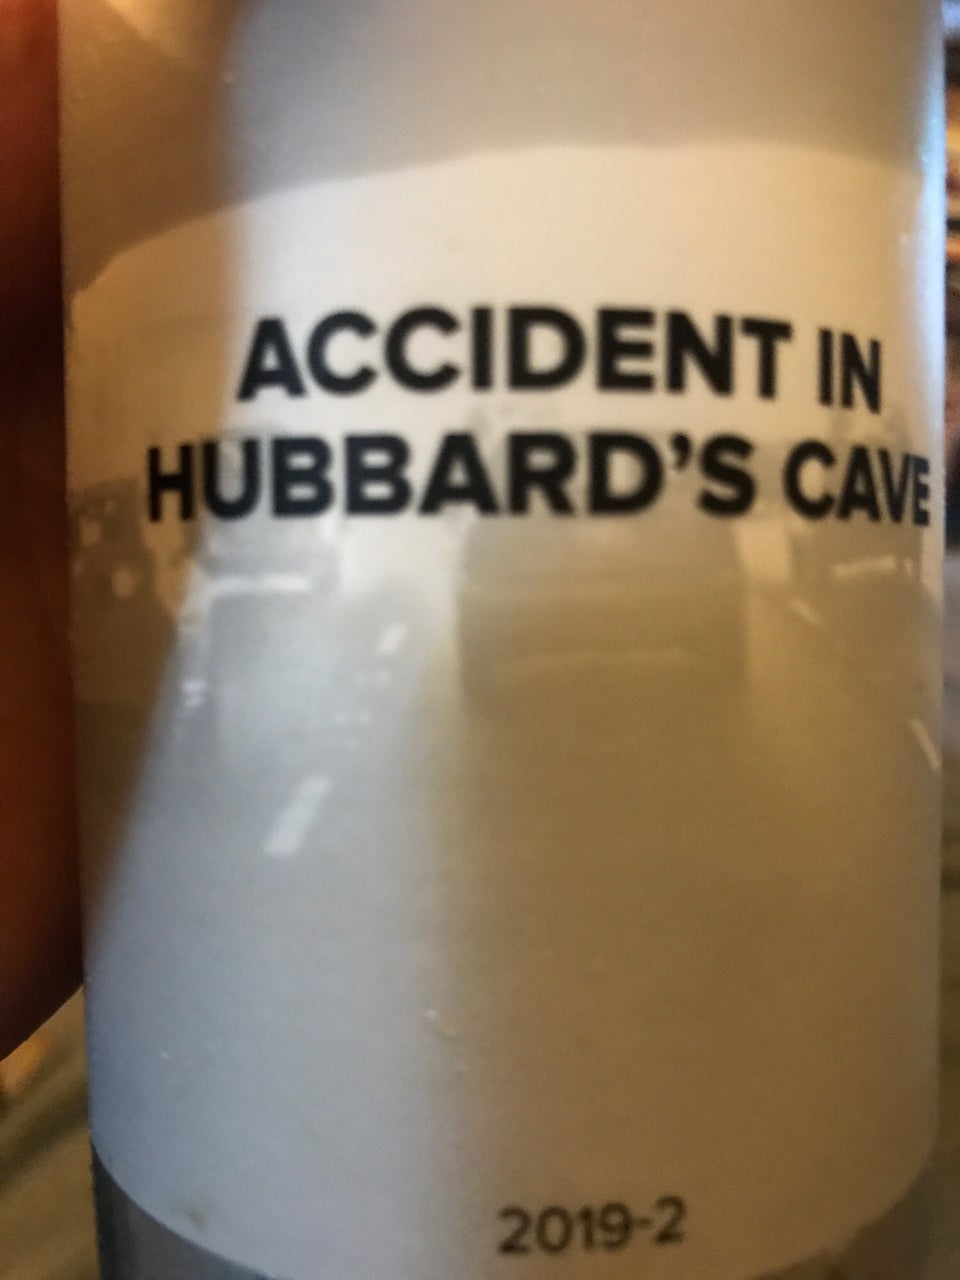 ACCIDENT IN
HUBBARD'S CAVE
2019-2